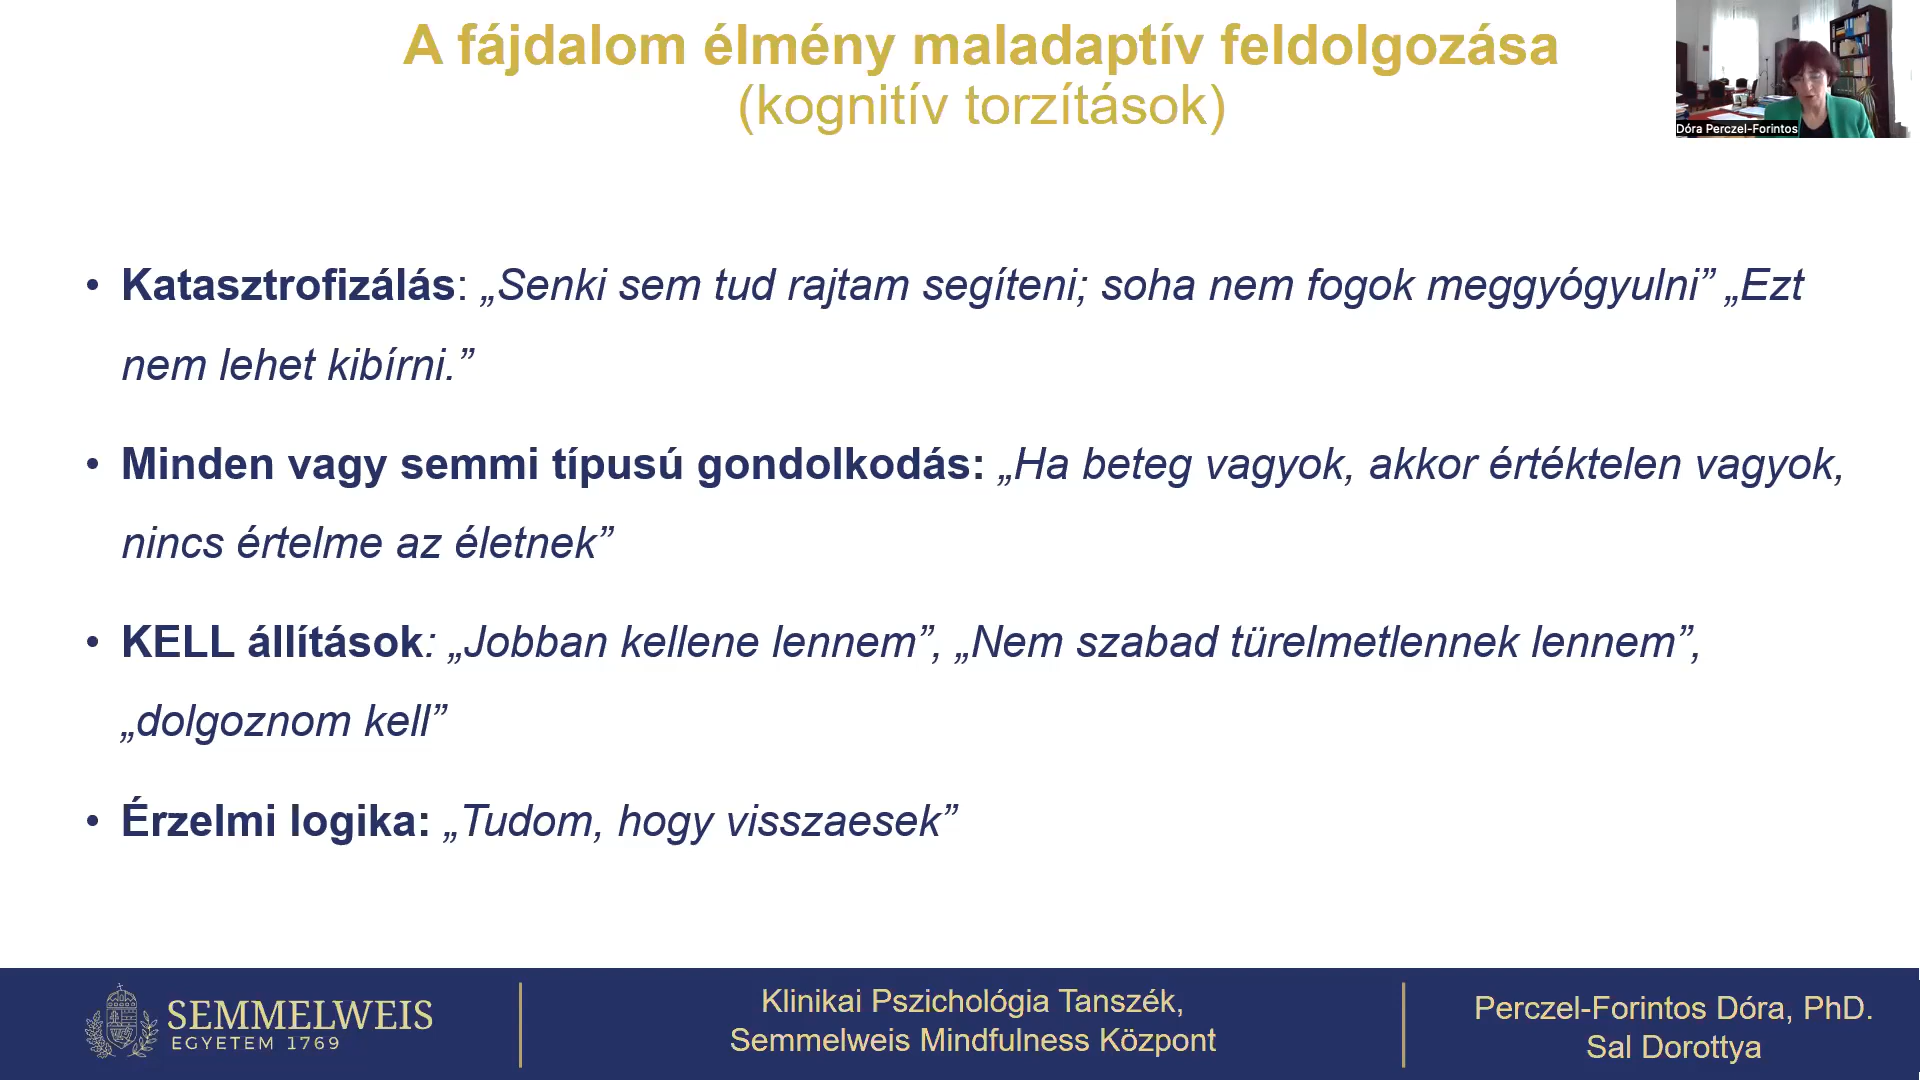 A fájdalom élmény maladaptív feldolgozása
(kognitív torzítások)
Dóra Perczel-Forintos
• Katasztrofizálás: „Senki sem tud rajtam segíteni; soha nem fogok meggyógyulni” „Ezt
nem lehet kibírni.”
• Minden vagy semmi típusú gondolkodás: „Ha beteg vagyok, akkor értéktelen vagyok,
nincs értelme az életnek”
• KELL állítások: „Jobban kellene lennem”, „Nem szabad türelmetlennek lennem”,
„dolgoznom kell”
• Érzelmi logika: „Tudom, hogy visszaesek”
SEMMELWEIS
EGYETEM 1769
Klinikai Pszichológia Tanszék,
Semmelweis Mindfulness Központ
Perczel-Forintos Dóra, PhD.
Sal Dorottya